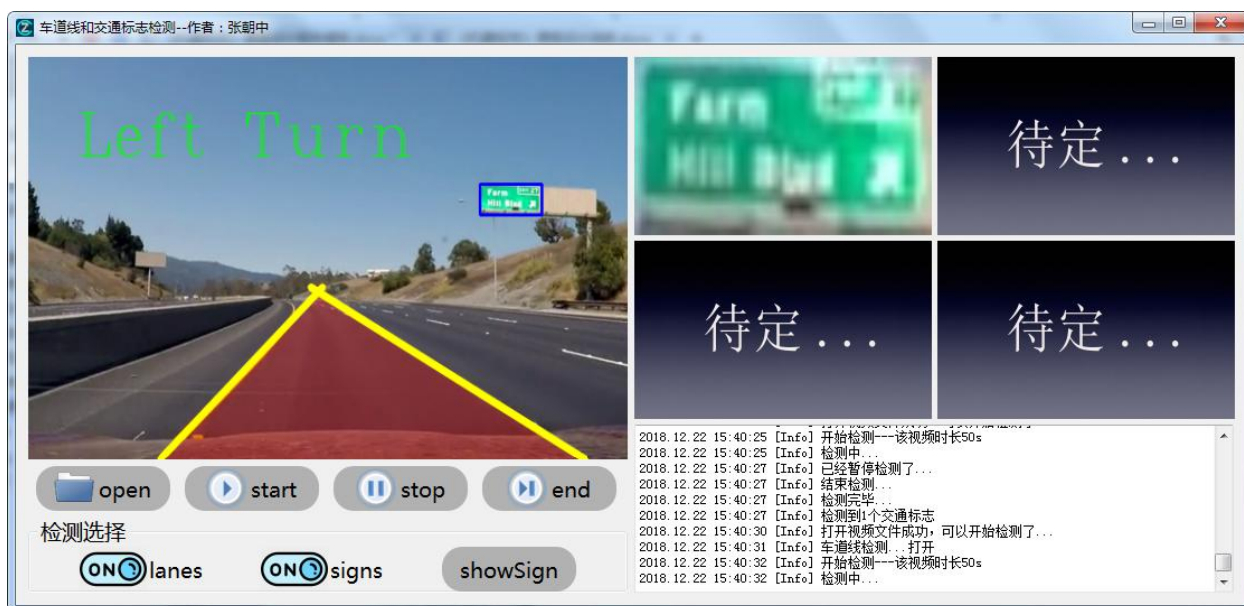 车道线和交通标志检测--作者：张朝中
Left Turn
Farm
Hill Blvd
Farm
Hill Blvd
待定...
待定...
待定...
2018.12.22 15:40:25 [Info] 开始检测---该视频时长50s
2018.12.22 15:40:25 [Info] 检测中...
2018.12.22 15:40:27 [Info] 已经暂停检测了...
2018.12.22 15:40:27 [Info] 结束检测...
2018.12.22 15:40:27 [Info] 检测完毕...
2018.12.22 15:40:27 [Info] 检测到1个交通标志
2018.12.22 15:40:30 [Info] 打开视频文件成功，可以开始检测了...
2018.12.22 15:40:31 [Info] 车道线检测...打开
2018.12.22 15:40:32 [Info] 开始检测---该视频时长50s
2018.12.22 15:40:32 [Info] 检测中...
open
start
stop
end
检测选择
ON lanes
ON signs
showSign